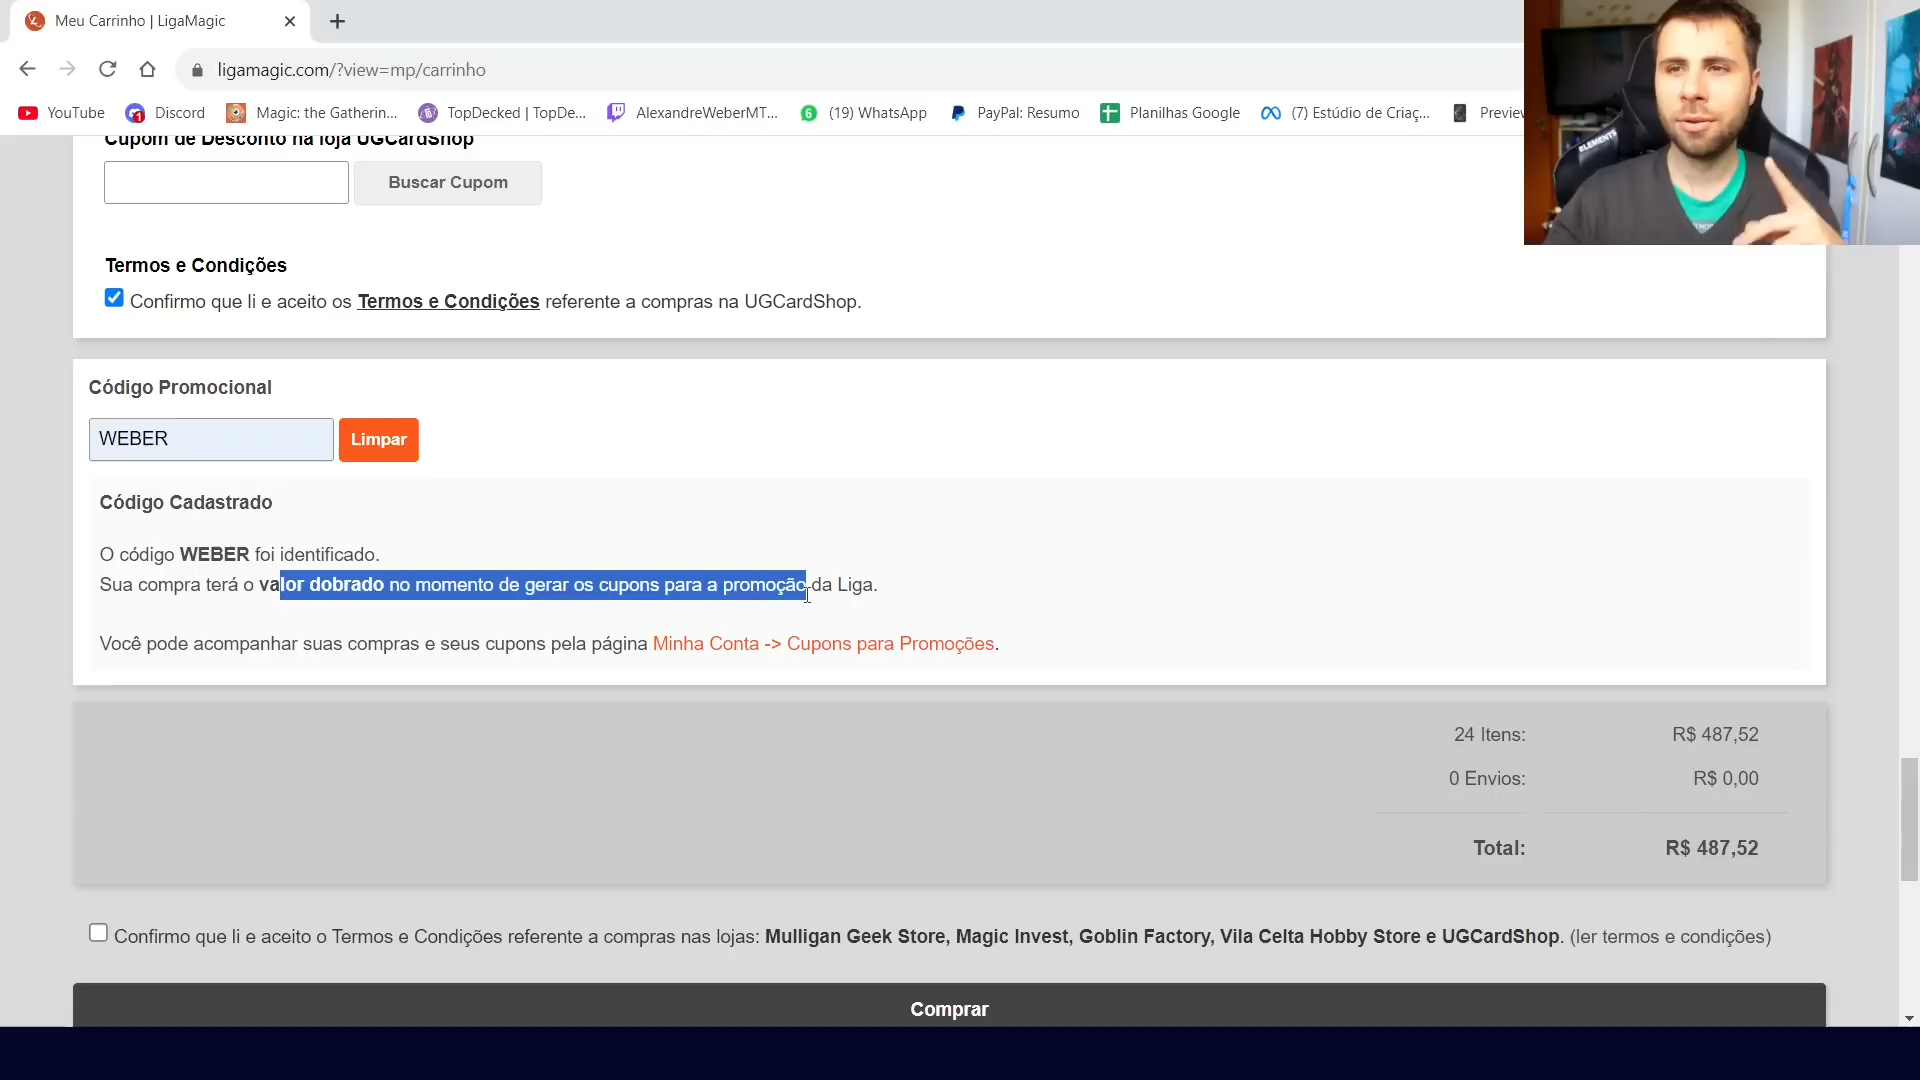 Meu Carrinho | LigaMagic
ligamagic.com/?view=mp/carrinho
YouTube
Discord
Magic: the Gatherin...
TopDecked | TopDe...
AlexandreWeberMT...
(19) WhatsApp
PayPal: Resumo
Planilhas Google
(7) Estúdio de Criaç...
Preview
ELEMENTS
Cupom de Desconto na loja UGCardShop
Buscar Cupom
Termos e Condições
Confirmo que li e aceito os Termos e Condições referente a compras na UGCardShop.
Código Promocional
WEBER
Limpar
Código Cadastrado
O código WEBER foi identificado.
Sua compra terá o valor dobrado no momento de gerar os cupons para a promoção da Liga.
Você pode acompanhar suas compras e seus cupons pela página Minha Conta -> Cupons para Promoções.
24 Itens: R$ 487,52
0 Envios: R$ 0,00
Total: R$ 487,52
Confirmo que li e aceito o Termos e Condições referente a compras nas lojas: Mulligan Geek Store, Magic Invest, Goblin Factory, Vila Celta Hobby Store e UGCardShop. (ler termos e condições)
Comprar